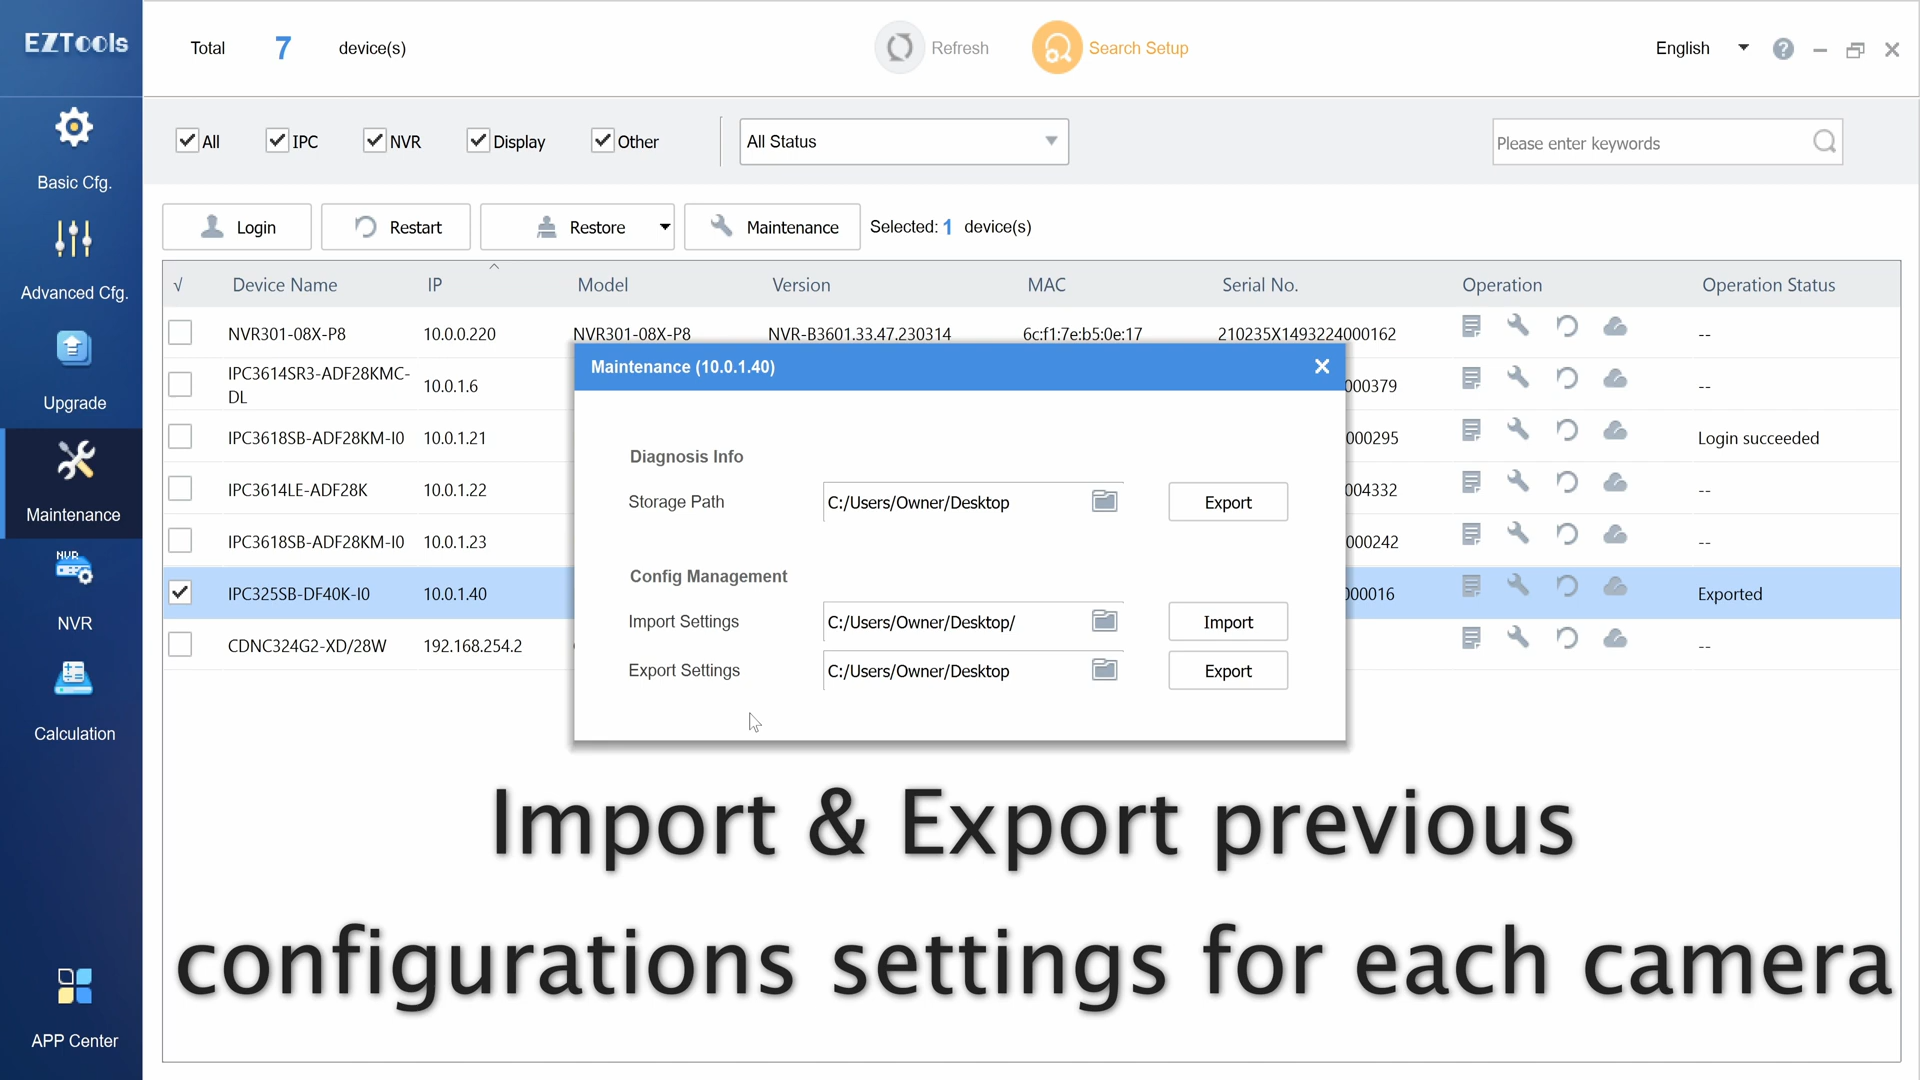 EZTools
Total 7 device(s)
Refresh
Search Setup
English
All
IPC
NVR
Display
Other
All Status
Please enter keywords
Basic Cfg.
Advanced Cfg.
Upgrade
Maintenance
NVR
NVR
Calculation
APP Center
Login
Restart
Restore
Maintenance
Selected: 1 device(s)
√ Device Name IP Model Version MAC Serial No. Operation Operation Status
NVR301-08X-P8 10.0.0.220 NVR301-08X-P8 NVR-B3601.33.47.230314 6c:f1:7e:b5:0e:17 210235X1493224000162 --
IPC3614SR3-ADF28KMC-
DL 10.0.1.6 000379 --
IPC3618SB-ADF28KM-I0 10.0.1.21 000295 Login succeeded
IPC3614LE-ADF28K 10.0.1.22 004332 --
IPC3618SB-ADF28KM-I0 10.0.1.23 000242 --
IPC325SB-DF40K-I0 10.0.1.40 000016 Exported
CDNC324G2-XD/28W 192.168.254.2 --
Maintenance (10.0.1.40)
Diagnosis Info
Storage Path C:/Users/Owner/Desktop Export
Config Management
Import Settings C:/Users/Owner/Desktop/ Import
Export Settings C:/Users/Owner/Desktop Export
Import & Export previous
configurations settings for each camera